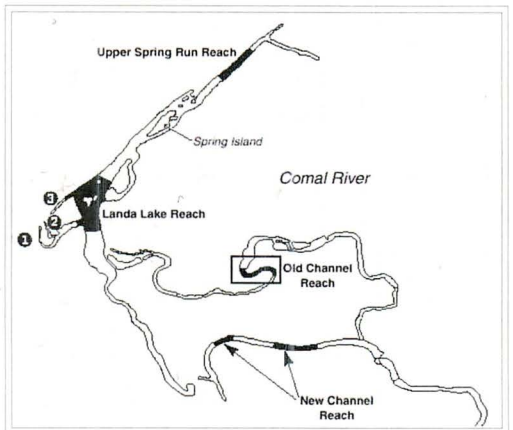 Upper Spring Run Reach
Spring Island
Comal River
3
Landa Lake Reach
2
1
Old Channel
Reach
New Channel
Reach